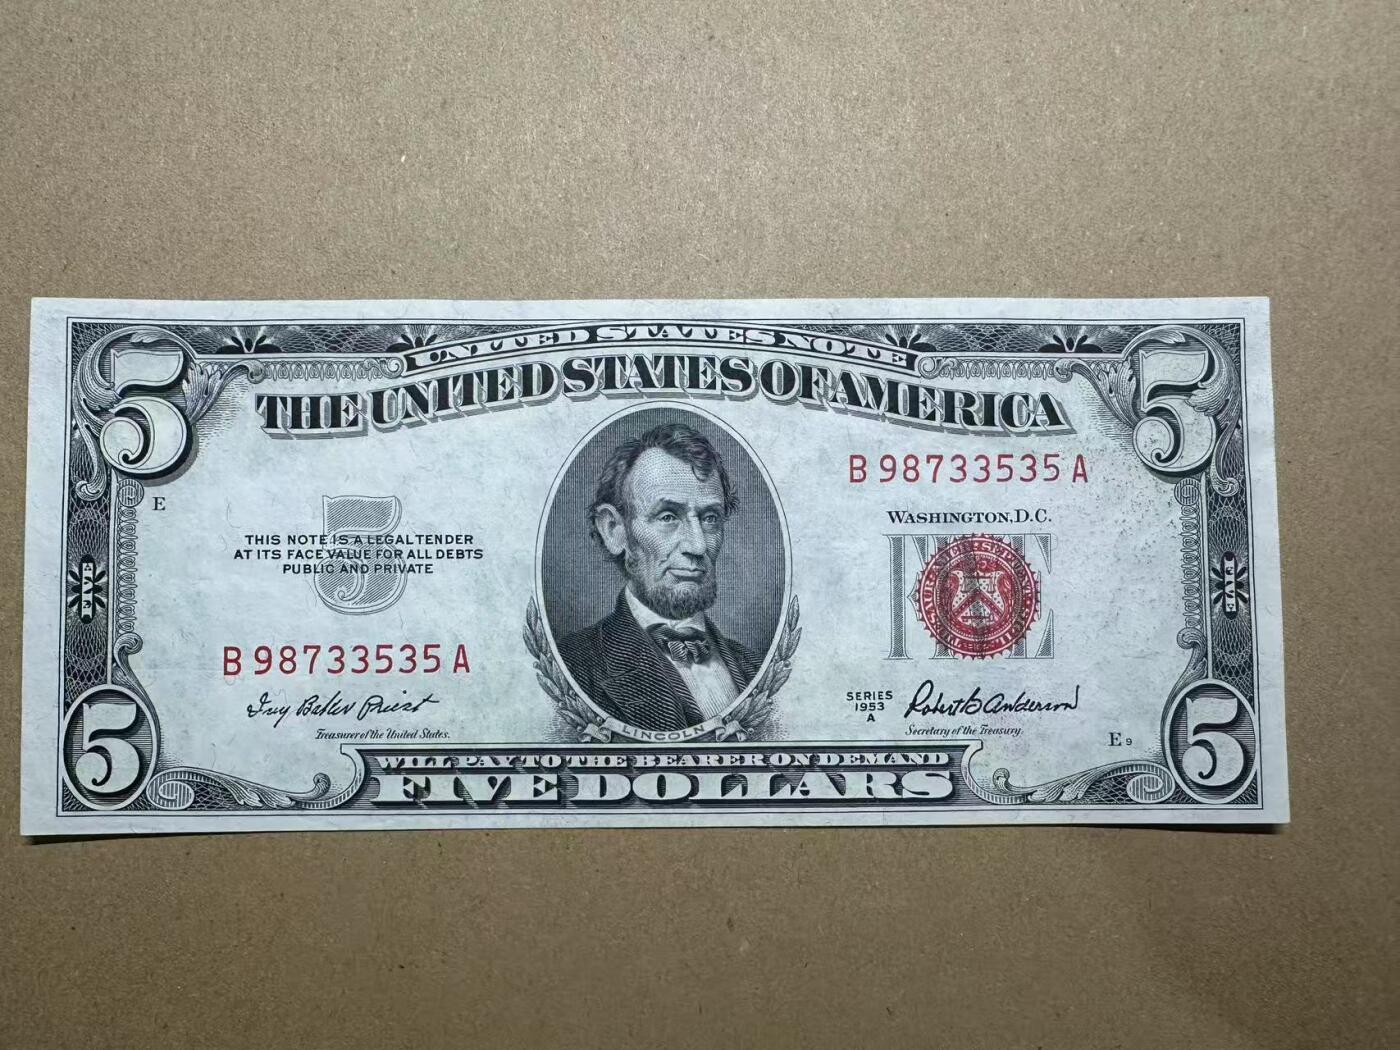 UNITED STATES NOTE
THE UNITED STATES OF AMERICA
5
5
B 98733535 A
E
WASHINGTON, D.C.
5
THIS NOTE IS A LEGAL TENDER
AT ITS FACE VALUE FOR ALL DEBTS
PUBLIC AND PRIVATE
FIVE
FIVE
B 98733535 A
Ivy Baker Priest
Treasurer of the United States.
SERIES
1953
A
Robert B Anderson
Secretary of the Treasury.
LINCOLN
E 9
5
5
WILL PAY TO THE BEARER ON DEMAND
FIVE DOLLARS